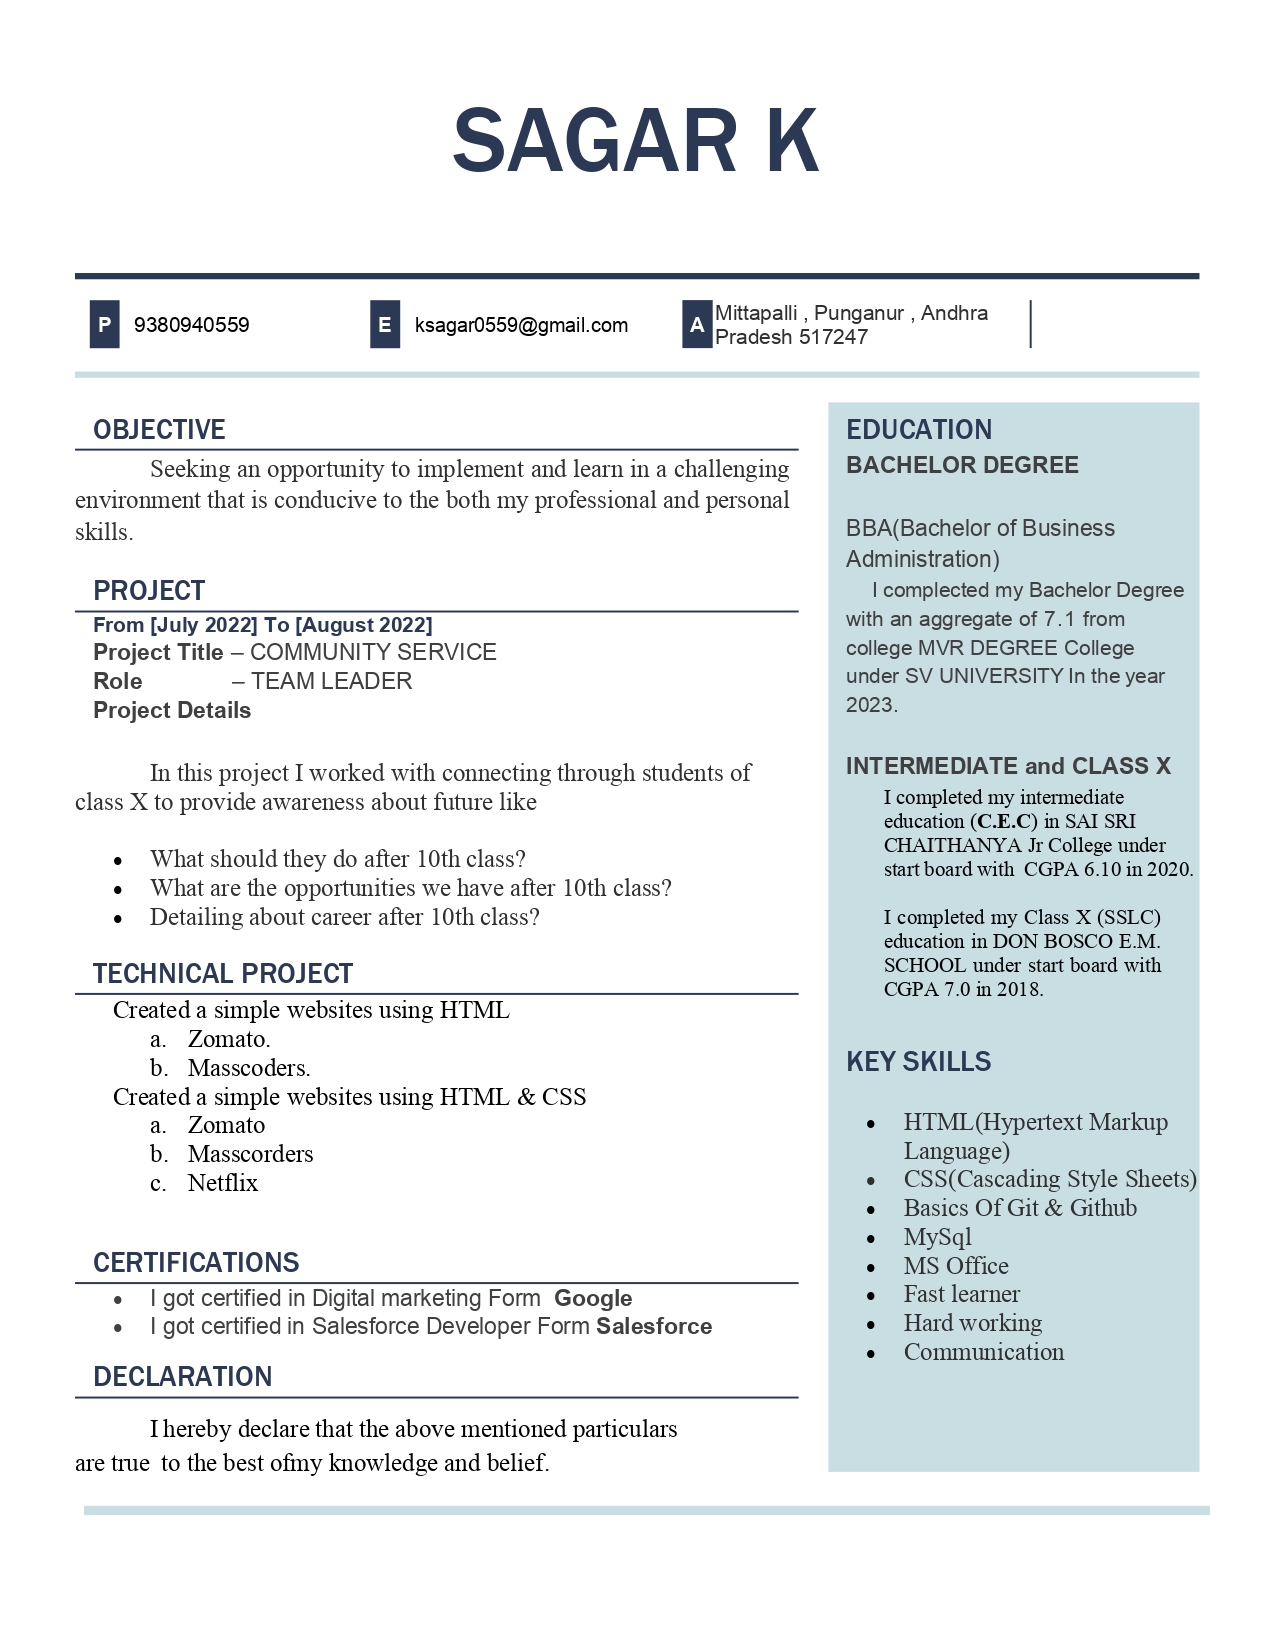 SAGAR K
P 9380940559 E ksagar0559@gmail.com A Mittapalli , Punganur , Andhra
Pradesh 517247
OBJECTIVE
Seeking an opportunity to implement and learn in a challenging
environment that is conducive to the both my professional and personal
skills.
PROJECT
From [July 2022] To [August 2022]
Project Title – COMMUNITY SERVICE
Role – TEAM LEADER
Project Details
In this project I worked with connecting through students of
class X to provide awareness about future like
• What should they do after 10th class?
• What are the opportunities we have after 10th class?
• Detailing about career after 10th class?
TECHNICAL PROJECT
Created a simple websites using HTML
a. Zomato.
b. Masscoders.
Created a simple websites using HTML & CSS
a. Zomato
b. Masscorders
c. Netflix
CERTIFICATIONS
• I got certified in Digital marketing Form Google
• I got certified in Salesforce Developer Form Salesforce
DECLARATION
I hereby declare that the above mentioned particulars
are true to the best ofmy knowledge and belief.
EDUCATION
BACHELOR DEGREE
BBA(Bachelor of Business
Administration)
I complected my Bachelor Degree
with an aggregate of 7.1 from
college MVR DEGREE College
under SV UNIVERSITY In the year
2023.
INTERMEDIATE and CLASS X
I completed my intermediate
education (C.E.C) in SAI SRI
CHAITHANYA Jr College under
start board with CGPA 6.10 in 2020.
I completed my Class X (SSLC)
education in DON BOSCO E.M.
SCHOOL under start board with
CGPA 7.0 in 2018.
KEY SKILLS
• HTML(Hypertext Markup
Language)
• CSS(Cascading Style Sheets)
• Basics Of Git & Github
• MySql
• MS Office
• Fast learner
• Hard working
• Communication